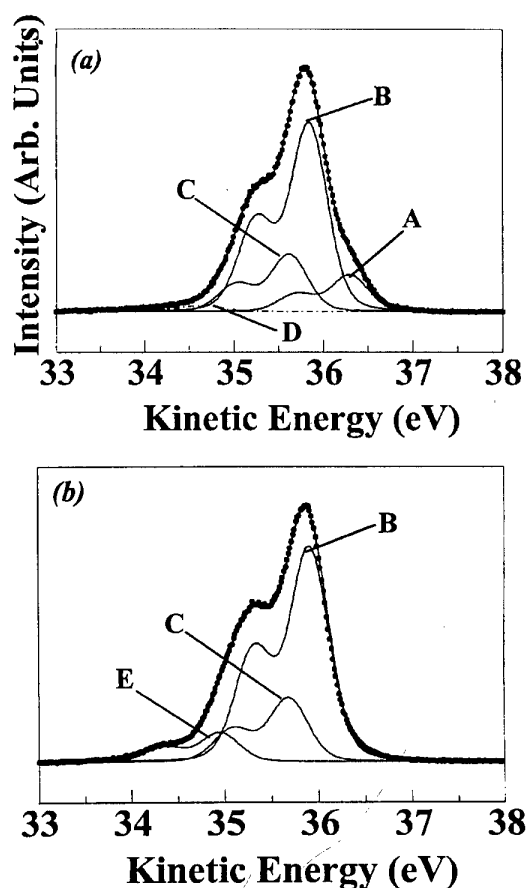 (a)
B
C
A
D
Intensity (Arb. Units)
33 34 35 36 37 38
Kinetic Energy (eV)
(b)
B
C
E
33 34 35 36 37 38
Kinetic Energy (eV)